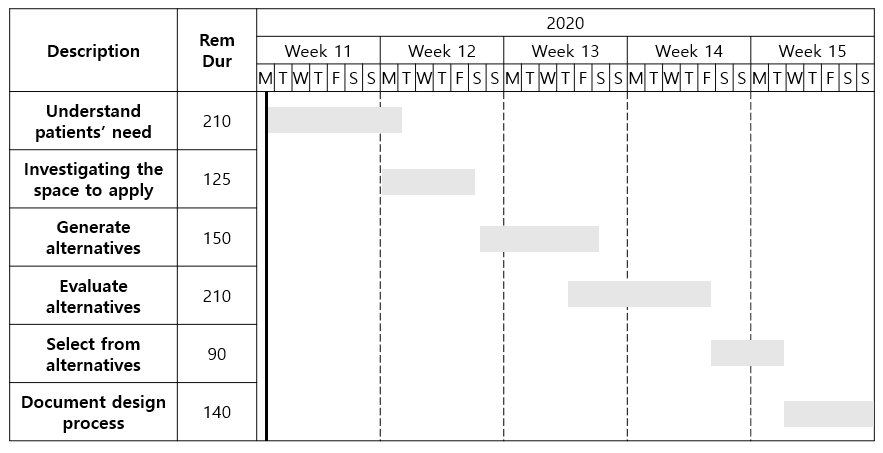 Description
Rem
Dur
2020
Week 11 Week 12 Week 13 Week 14 Week 15
M T W T F S S M T W T F S S M T W T F S S M T W T F S S M T W T F S S
Understand
patients’ need
210
Investigating the
space to apply
125
Generate
alternatives
150
Evaluate
alternatives
210
Select from
alternatives
90
Document design
process
140